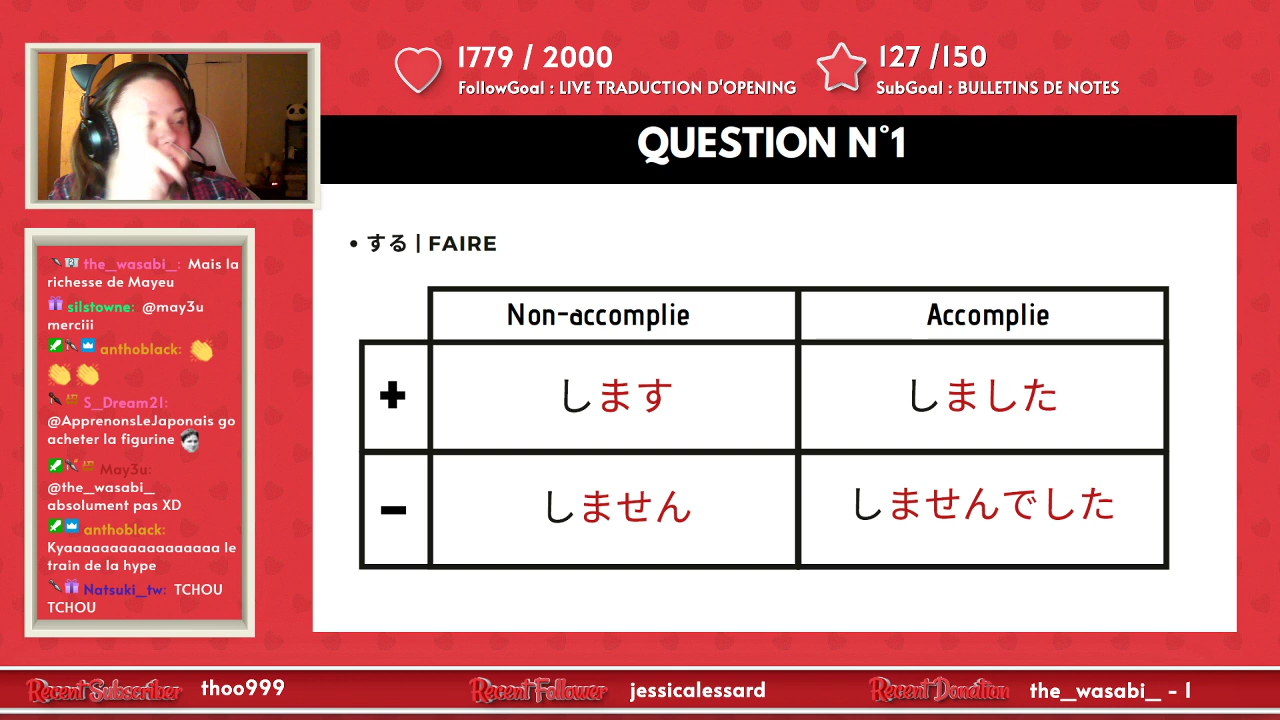 1779 / 2000
FollowGoal : LIVE TRADUCTION D'OPENING
127 /150
SubGoal : BULLETINS DE NOTES
QUESTION N°1
• する | FAIRE
Non-accomplie
Accomplie
+
します
しました
−
しません
しませんでした
the_wasabi_: Mais la
richesse de Mayeu
silstowne: @may3u
merciii
anthoblack: 👏
👏 👏
S_Dream21:
@ApprenonsLeJaponais go
acheter la figurine
May3u:
@the_wasabi_
absolument pas XD
anthoblack:
Kyaaaaaaaaaaaaaaaaa le
train de la hype
Natsuki_tw: TCHOU
TCHOU
Recent Subscriber
thoo999
Recent Follower
jessicalessard
Recent Donation
the_wasabi_ - 1